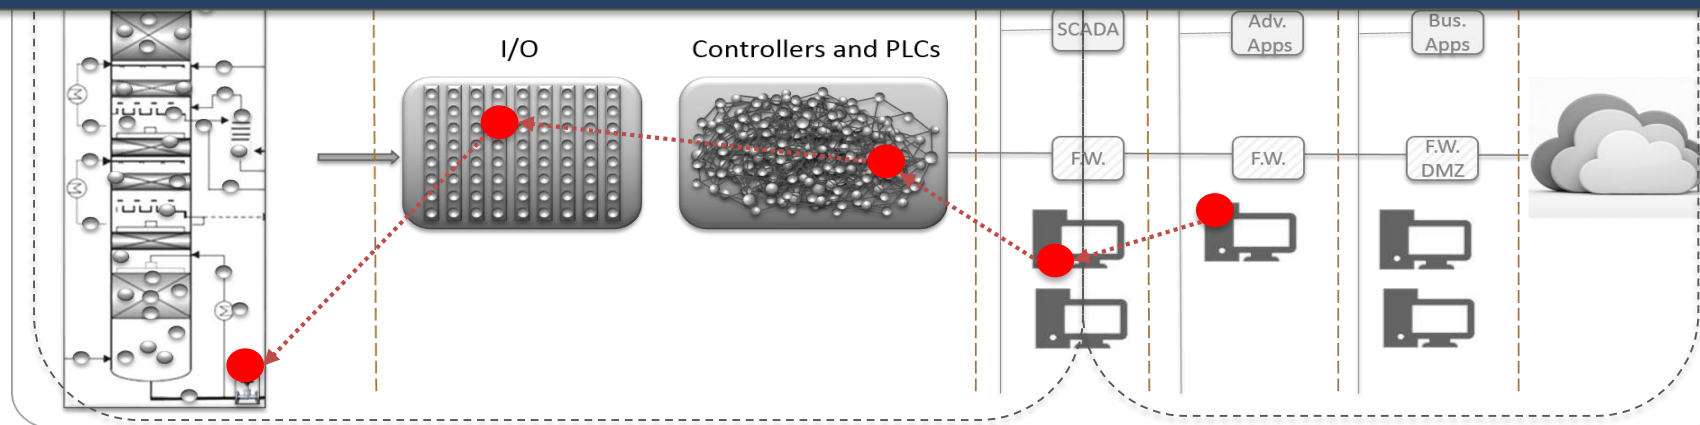 SCADA
Adv.
Apps
Bus.
Apps
I/O
Controllers and PLCs
F.W.
F.W.
F.W.
DMZ
M
M
M